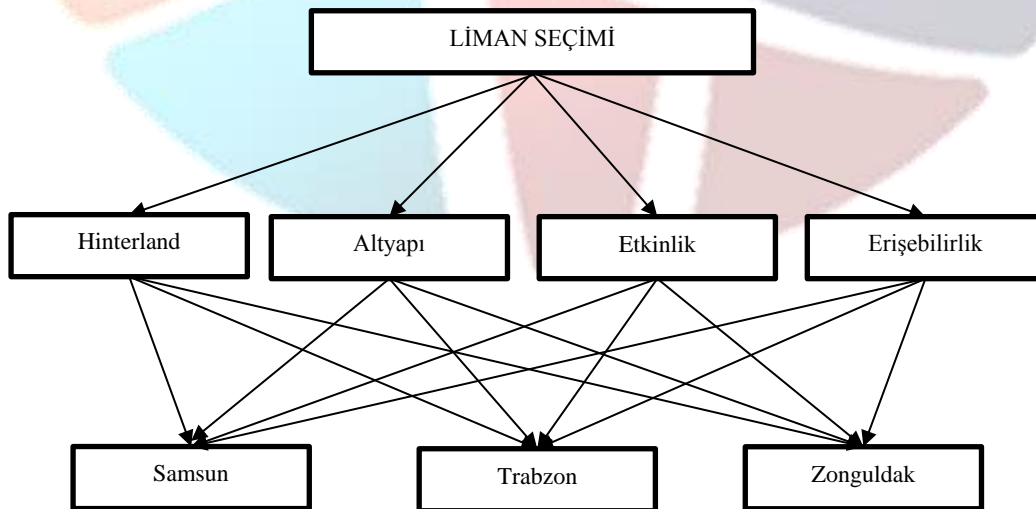 LİMAN SEÇİMİ
Hinterland
Altyapı
Etkinlik
Erişebilirlik
Samsun
Trabzon
Zonguldak